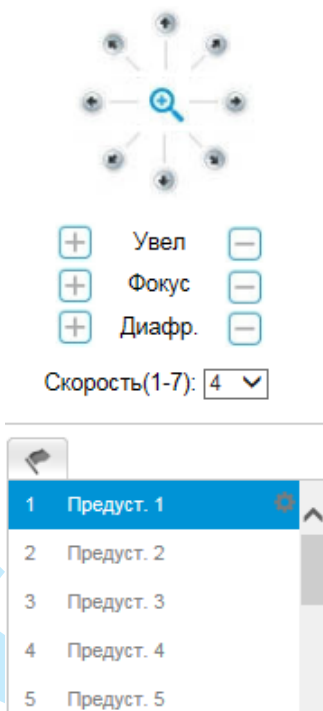 Увел
Фокус
Диафр.
Скорость(1-7): 4
1 Предуст. 1
2 Предуст. 2
3 Предуст. 3
4 Предуст. 4
5 Предуст. 5